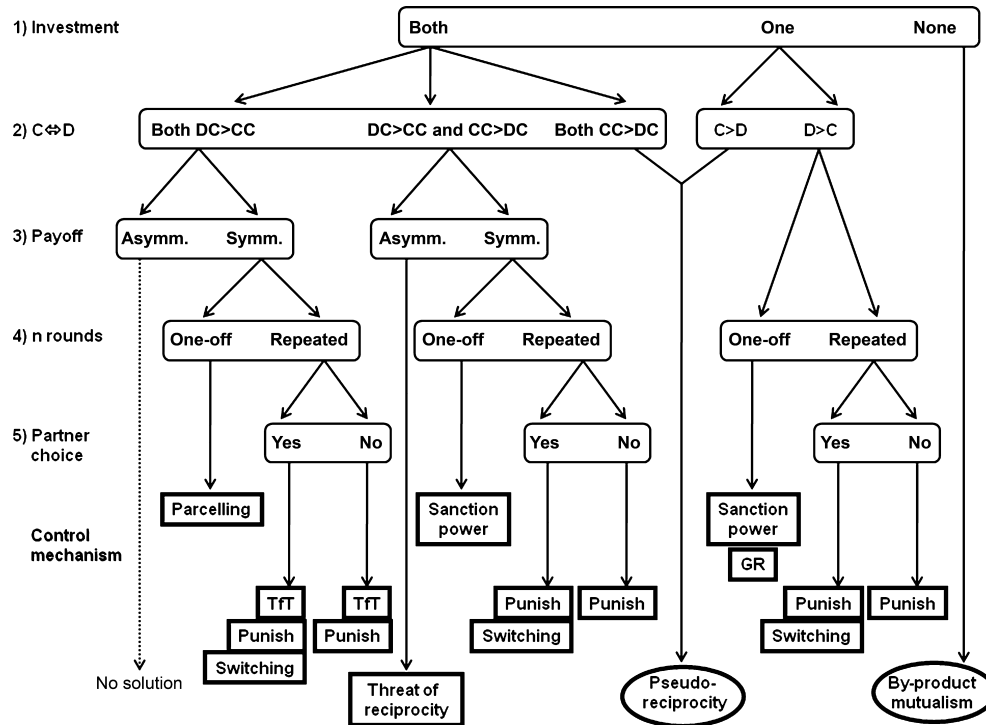 1) Investment
Both One None
2) C⇔D
Both DC>CC DC>CC and CC>DC Both CC>DC C>D D>C
3) Payoff
Asymm. Symm. Asymm. Symm.
4) n rounds
One-off Repeated One-off Repeated One-off Repeated
5) Partner
choice
Yes No Yes No Yes No
Parcelling
Sanction
power
Sanction
power
GR
Control
mechanism
TfT
Punish
Switching
TfT
Punish
Punish
Switching
Punish
Punish
Switching
Punish
No solution
Threat of
reciprocity
Pseudo-
reciprocity
By-product
mutualism